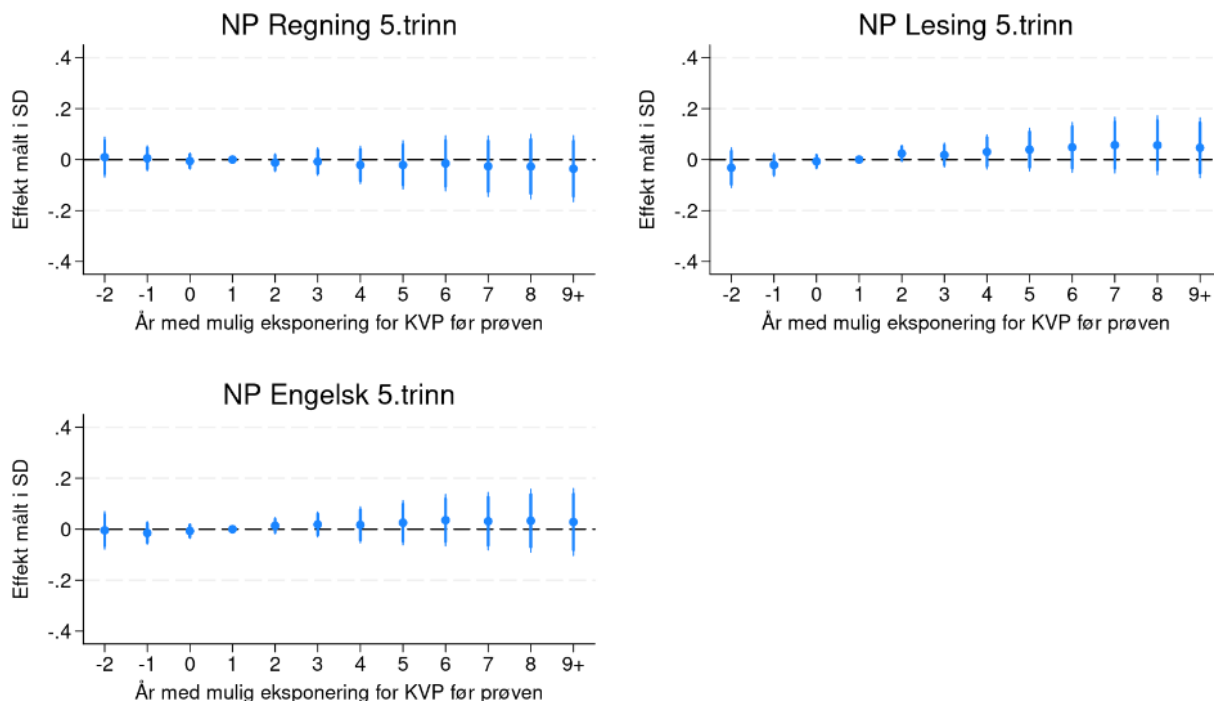 NP Regning 5.trinn
Effekt målt i SD
.4
.2
0
-.2
-.4
-2 -1 0 1 2 3 4 5 6 7 8 9+
År med mulig eksponering for KVP før prøven
NP Lesing 5.trinn
Effekt målt i SD
.4
.2
0
-.2
-.4
-2 -1 0 1 2 3 4 5 6 7 8 9+
År med mulig eksponering for KVP før prøven
NP Engelsk 5.trinn
Effekt målt i SD
.4
.2
0
-.2
-.4
-2 -1 0 1 2 3 4 5 6 7 8 9+
År med mulig eksponering for KVP før prøven